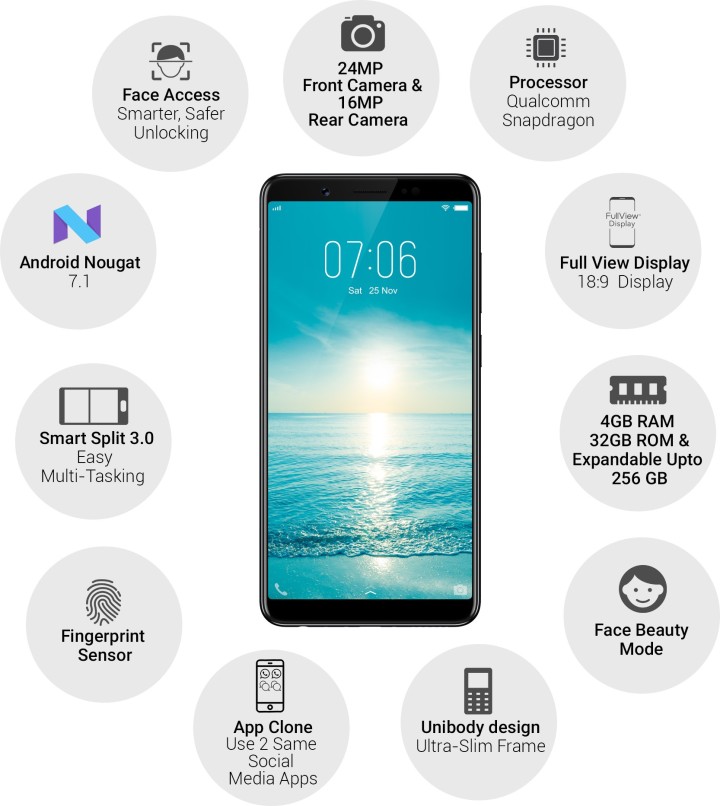 Face Access
Smarter, Safer
Unlocking
24MP
Front Camera &
16MP
Rear Camera
Processor
Qualcomm
Snapdragon
Android Nougat
7.1
07:06
Sat 25 Nov
FullView™
Display
Full View Display
18:9 Display
Smart Split 3.0
Easy
Multi-Tasking
4GB RAM
32GB ROM &
Expandable Upto
256 GB
Fingerprint
Sensor
Face Beauty
Mode
App Clone
Use 2 Same
Social
Media Apps
Unibody design
Ultra-Slim Frame